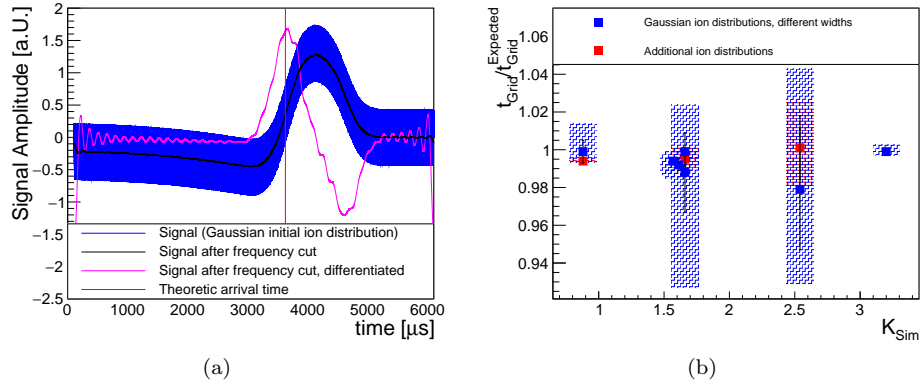 Signal Amplitude [a.U.]
2
1.5
1
0.5
0
−0.5
−1
−1.5
−2
−2.5
Signal (Gaussian initial ion distribution)
Signal after frequency cut
Signal after frequency cut, differentiated
Theoretic arrival time
0 1000 2000 3000 4000 5000 6000
time [μs]
(a)
t_Grid/t_Grid^Expected
1.06
1.04
1.02
1
0.98
0.96
0.94
Gaussian ion distributions, different widths
Additional ion distributions
1 1.5 2 2.5 3
K_Sim
(b)